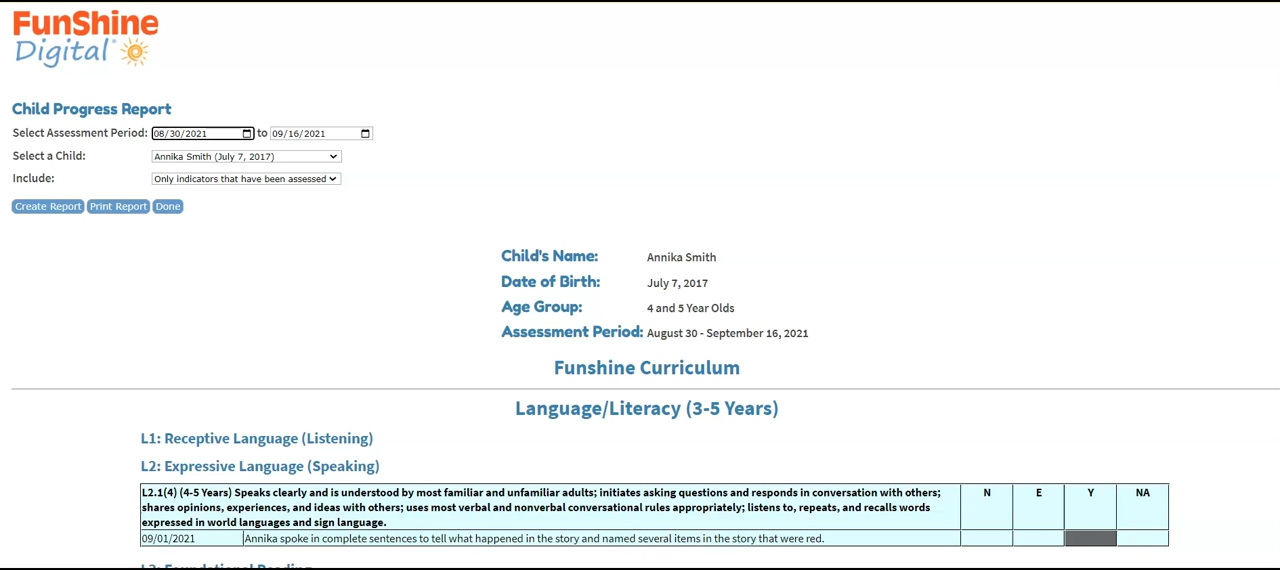 FunShine
Digital
Child Progress Report
Select Assessment Period: 08/30/2021 to 09/16/2021
Select a Child: Annika Smith (July 7, 2017)
Include: Only indicators that have been assessed
Create Report Print Report Done
Child's Name: Annika Smith
Date of Birth: July 7, 2017
Age Group: 4 and 5 Year Olds
Assessment Period: August 30 - September 16, 2021
Funshine Curriculum
Language/Literacy (3-5 Years)
L1: Receptive Language (Listening)
L2: Expressive Language (Speaking)
L2.1(4) (4-5 Years) Speaks clearly and is understood by most familiar and unfamiliar adults; initiates asking questions and responds in conversation with others; N E Y NA
shares opinions, experiences, and ideas with others; uses most verbal and nonverbal conversational rules appropriately; listens to, repeats, and recalls words
expressed in world languages and sign language.
09/01/2021 Annika spoke in complete sentences to tell what happened in the story and named several items in the story that were red.